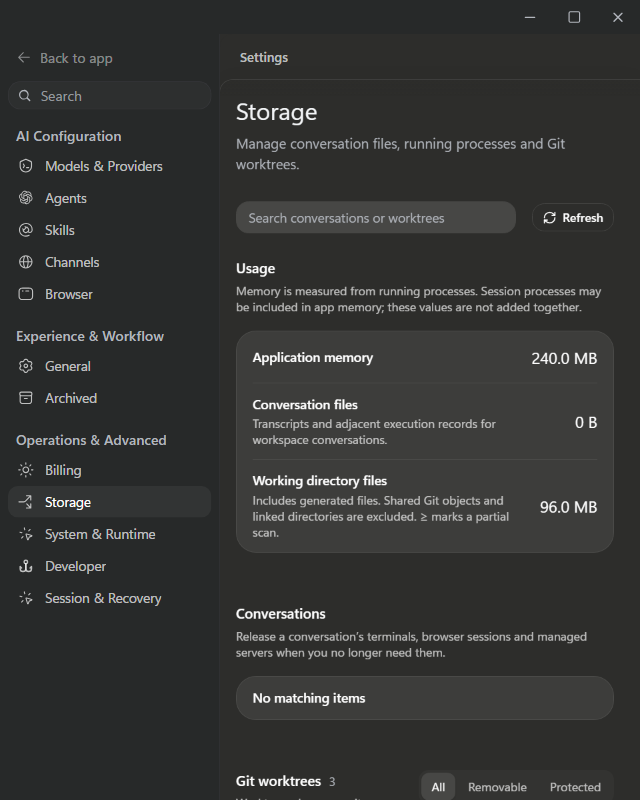 Back to app
Search
AI Configuration
Models & Providers
Agents
Skills
Channels
Browser
Experience & Workflow
General
Archived
Operations & Advanced
Billing
Storage
System & Runtime
Developer
Session & Recovery
Settings
Storage
Manage conversation files, running processes and Git
worktrees.
Search conversations or worktrees
Refresh
Usage
Memory is measured from running processes. Session processes may
be included in app memory; these values are not added together.
Application memory
240.0 MB
Conversation files
Transcripts and adjacent execution records for
workspace conversations.
0 B
Working directory files
Includes generated files. Shared Git objects and
linked directories are excluded. ≥ marks a partial
scan.
96.0 MB
Conversations
Release a conversation's terminals, browser sessions and managed
servers when you no longer need them.
No matching items
Git worktrees 3
All Removable Protected